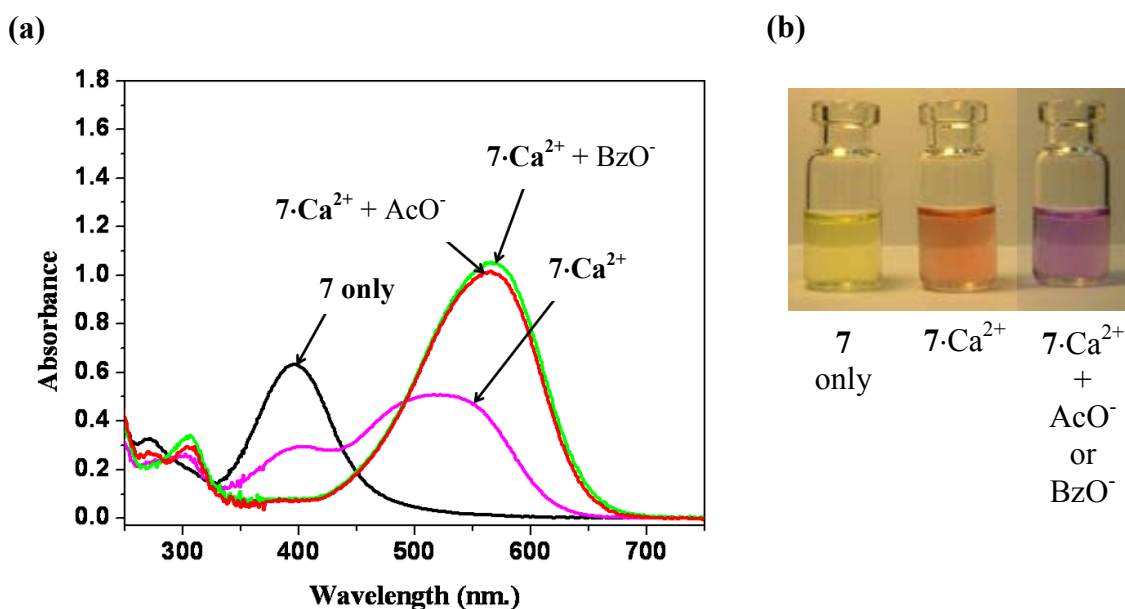 (a)
(b)
1.8
1.6
1.4
1.2
1.0
0.8
0.6
0.4
0.2
0.0
Absorbance
7·Ca²⁺ + BzO⁻
7·Ca²⁺ + AcO⁻
7·Ca²⁺
7 only
300 400 500 600 700
Wavelength (nm.)
7
only
7·Ca²⁺
7·Ca²⁺
+
AcO⁻
or
BzO⁻